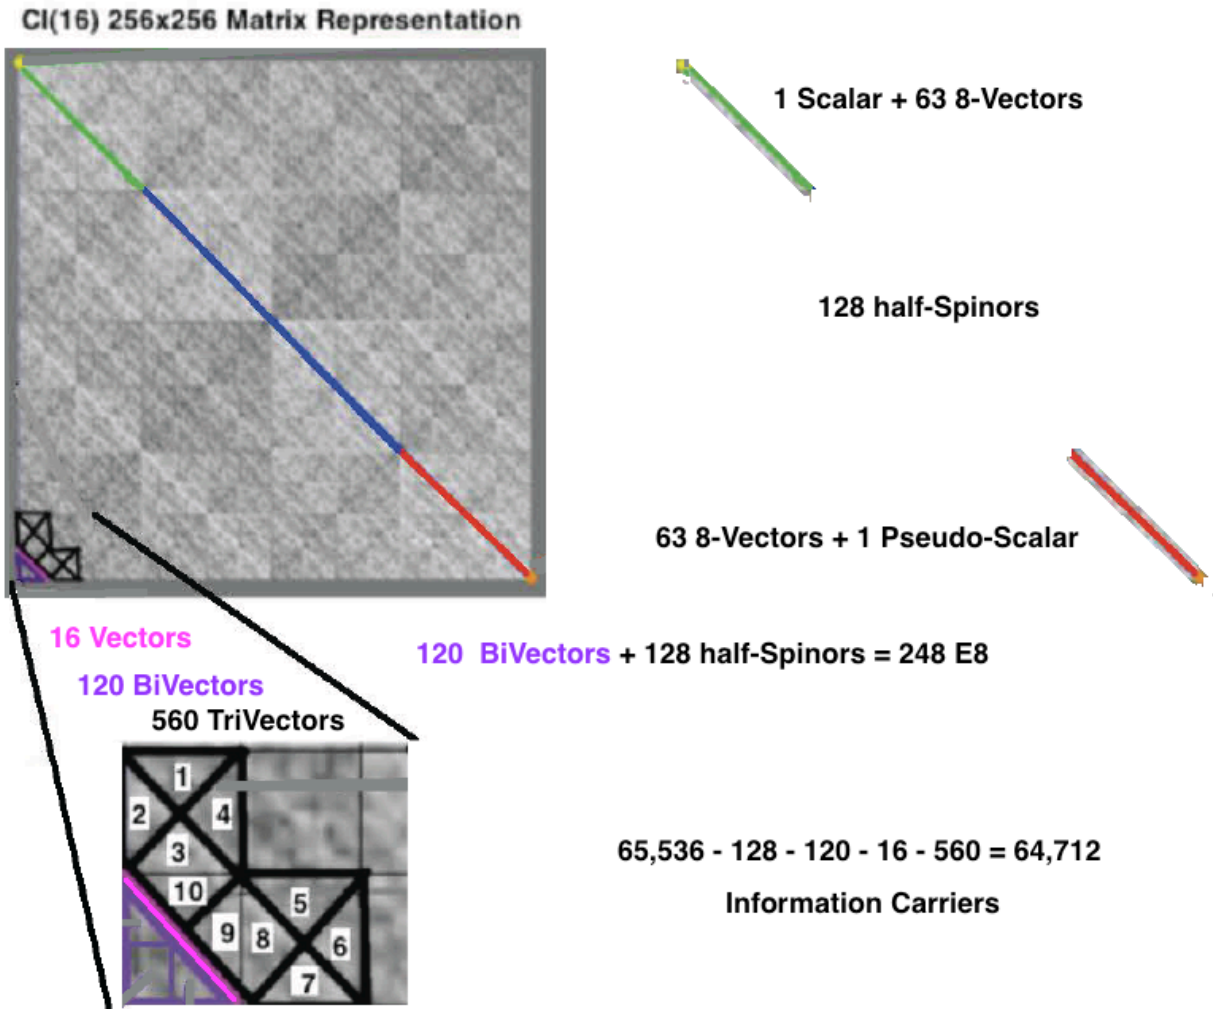 Cl(16) 256x256 Matrix Representation
1 Scalar + 63 8-Vectors
128 half-Spinors
63 8-Vectors + 1 Pseudo-Scalar
16 Vectors
120 BiVectors + 128 half-Spinors = 248 E8
120 BiVectors
560 TriVectors
1
2
4
3
10
5
9
8
6
7
65,536 - 128 - 120 - 16 - 560 = 64,712
Information Carriers